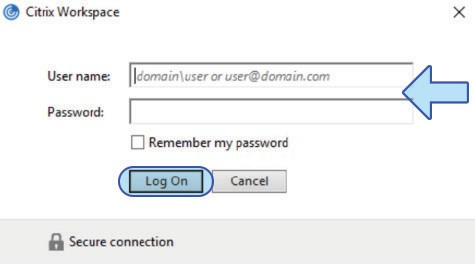 Citrix Workspace
User name: domain\user or user@domain.com
Password:
Remember my password
Log On Cancel
Secure connection